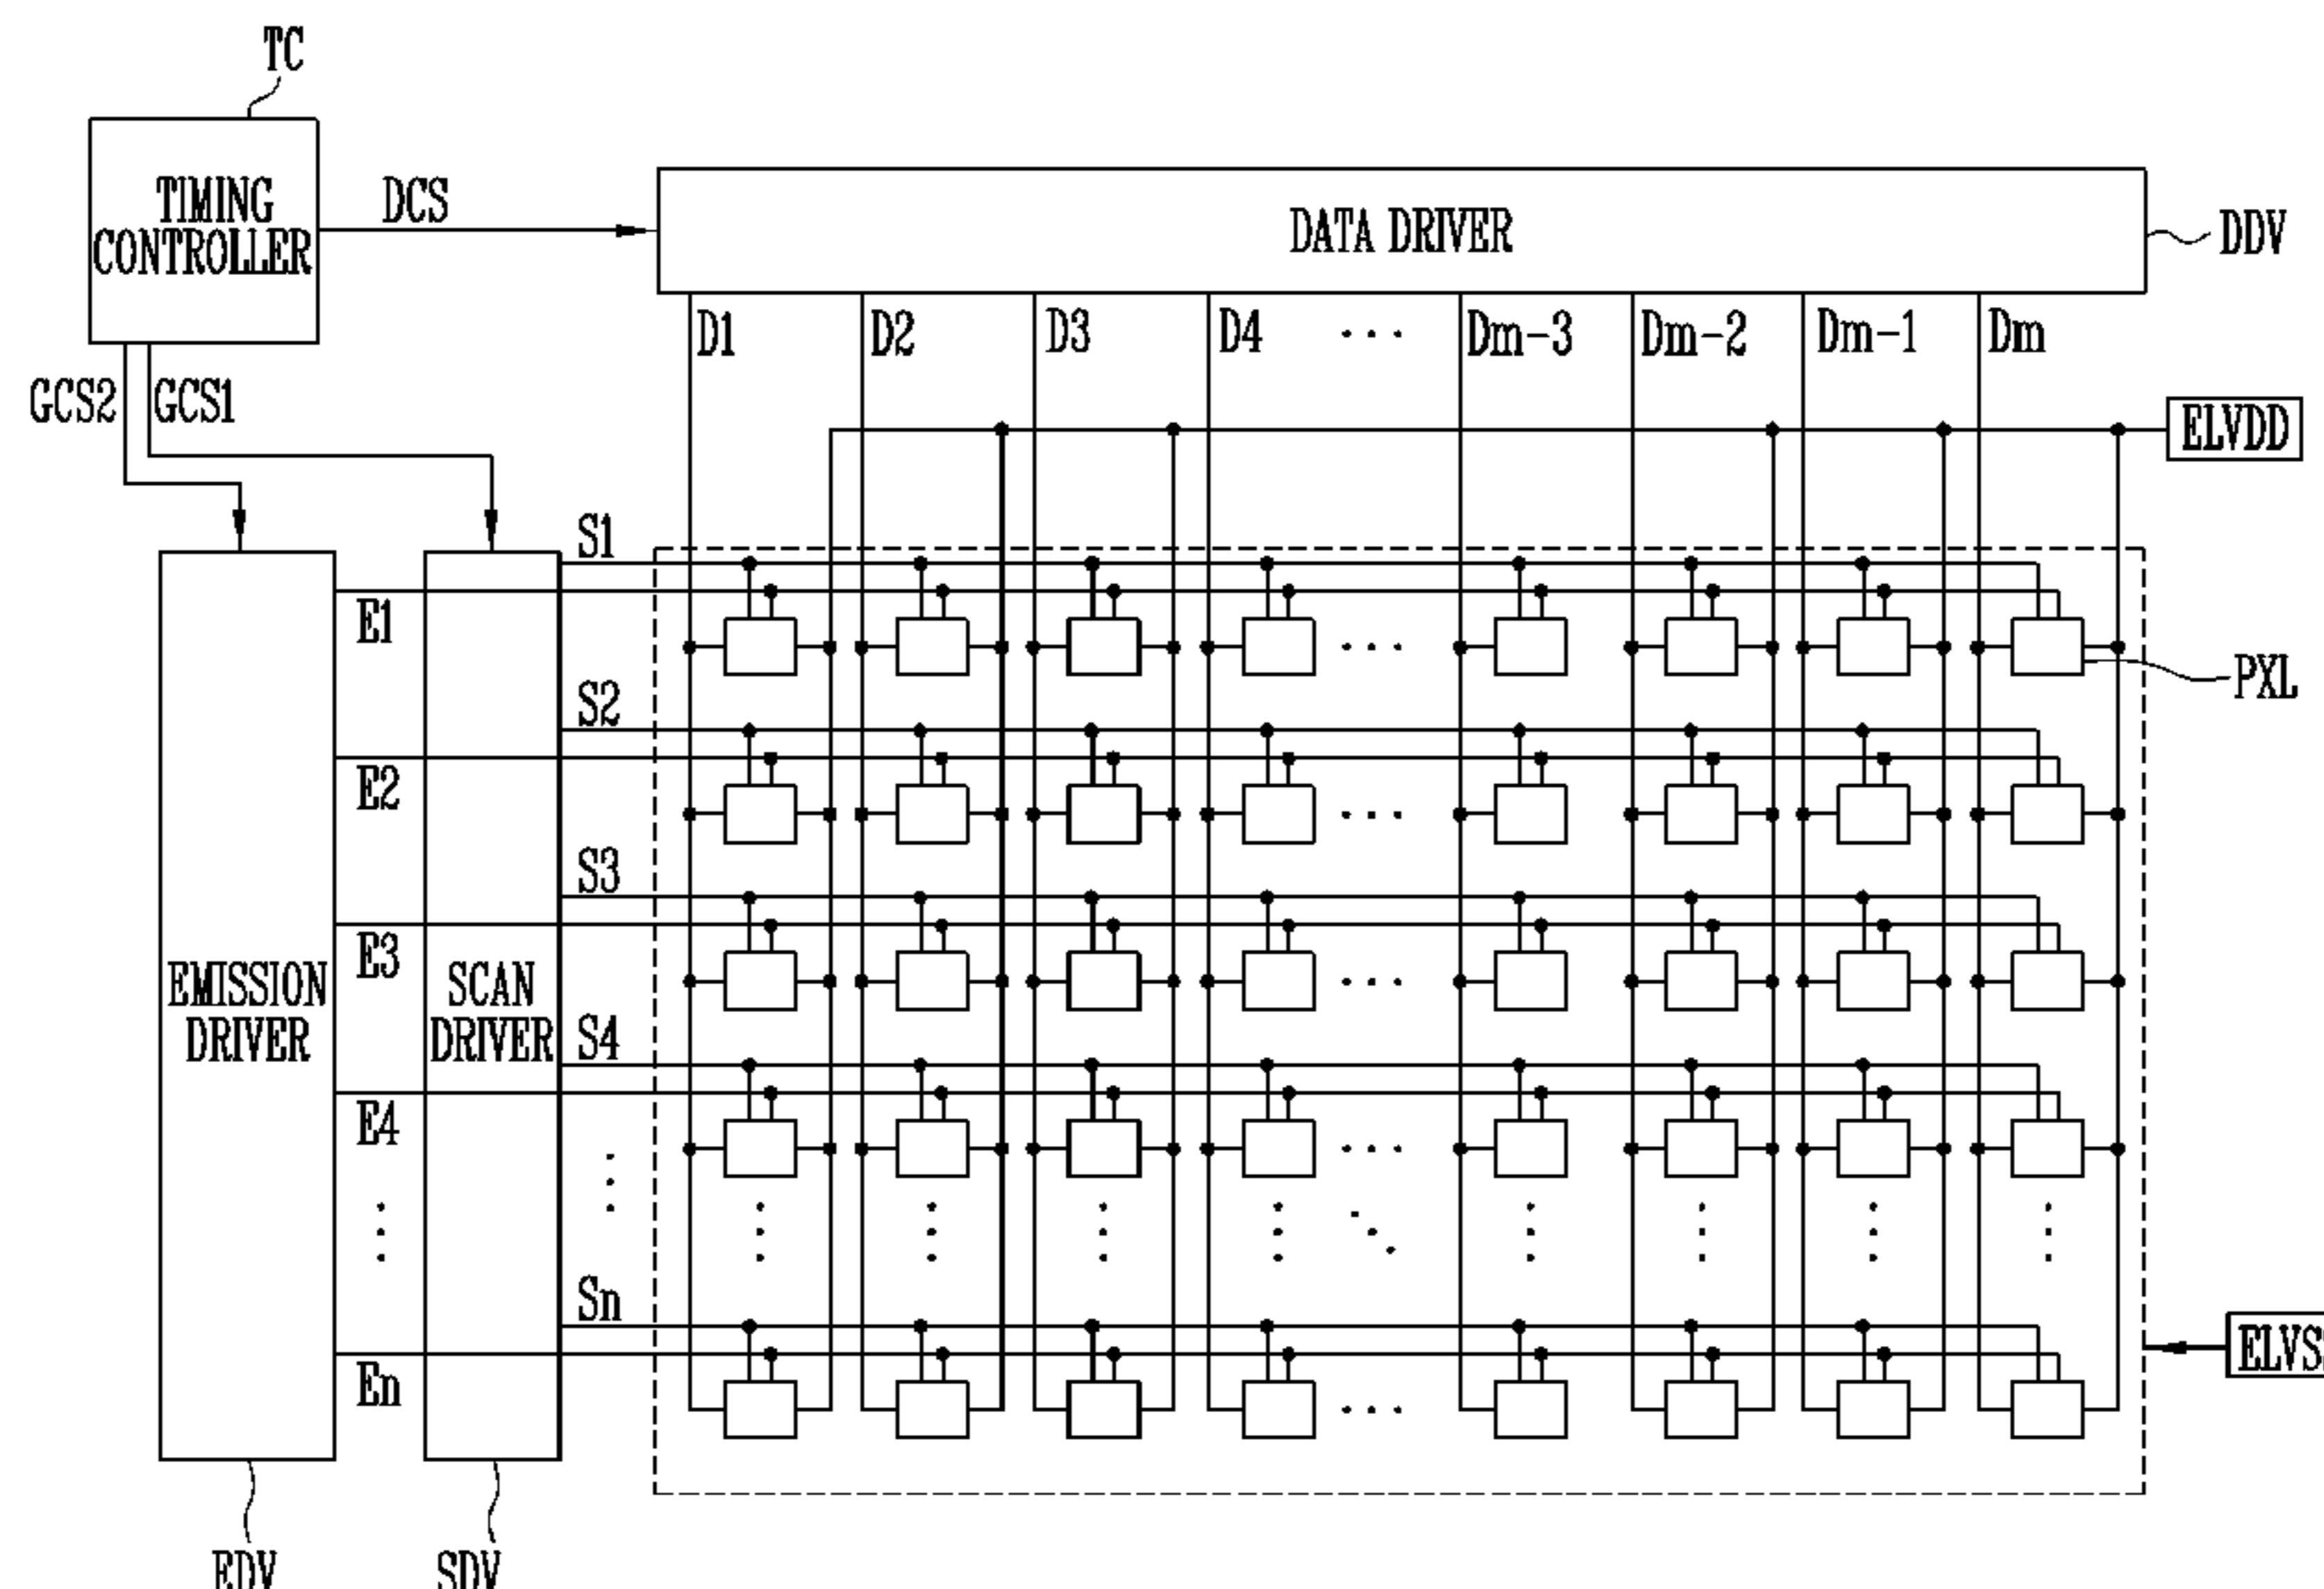 TC
TIMING
CONTROLLER
DCS
DATA DRIVER
DDV
D1 D2 D3 D4 ... Dm-3 Dm-2 Dm-1 Dm
GCS2 GCS1
ELVDD
S1
E1
PXL
S2
E2
S3
E3
EMISSION
DRIVER
SCAN
DRIVER
S4
E4
Sn
En
ELVS
EDV
SDV